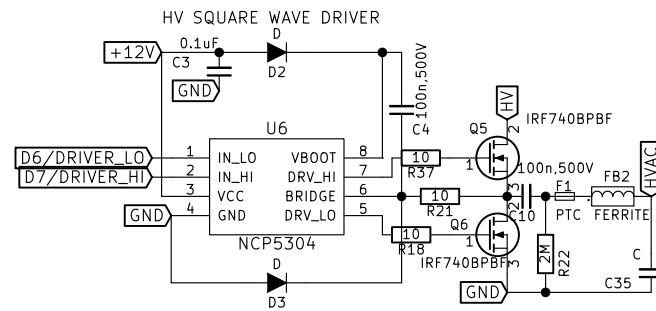 HV SQUARE WAVE DRIVER
+12V
0.1uF
C3
GND
D
D2
100n,500V
C4
U6
D6/DRIVER_LO
D7/DRIVER_HI
1 IN_LO VBOOT 8
2 IN_HI DRV_HI 7
3 VCC BRIDGE 6
4 GND DRV_LO 5
NCP5304
GND
D
D3
10
R37
10
R21
10
R18
HV
Q5
2
IRF740BPBF
1
3
100n,500V
C10
Q6
2
1
IRF740BPBF
3
GND
F1
PTC
FB2
FERRITE
HVAC
2M
R22
C
C35